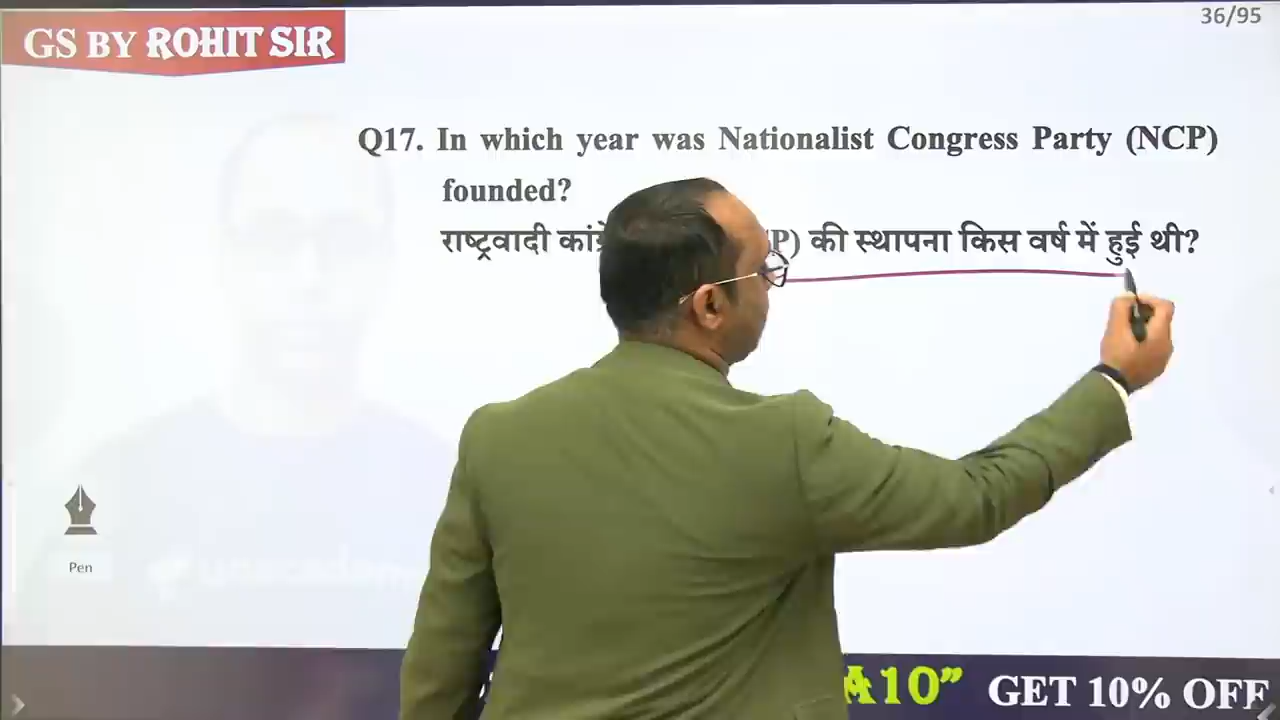 GS BY ROHIT SIR
36/95
Q17. In which year was Nationalist Congress Party (NCP)
founded?
राष्ट्रवादी की स्थापना किस वर्ष में हुई थी?
Pen
A10” GET 10% OFF